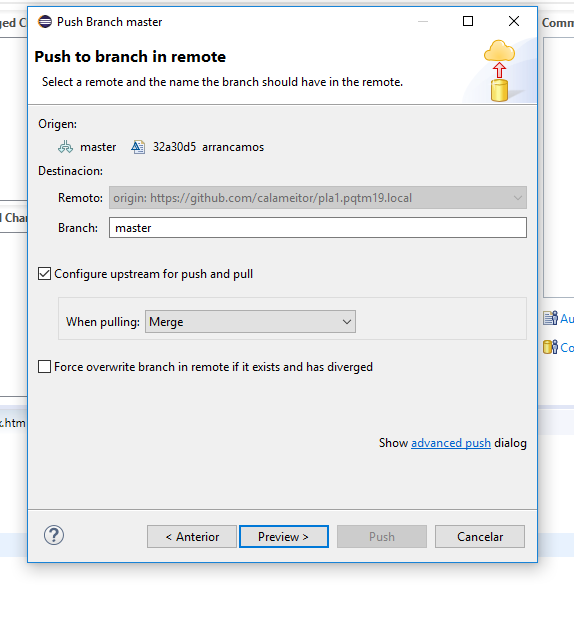 Push Branch master
ged C
Comm
Push to branch in remote
Select a remote and the name the branch should have in the remote.
Origen:
master 32a30d5 arrancamos
Destinacion:
Remoto: origin: https://github.com/calameitor/pla1.pqtm19.local
d Char
Branch: master
Configure upstream for push and pull
When pulling: Merge
Au
Co
Force overwrite branch in remote if it exists and has diverged
.htm
Show advanced push dialog
? < Anterior Preview > Push Cancelar